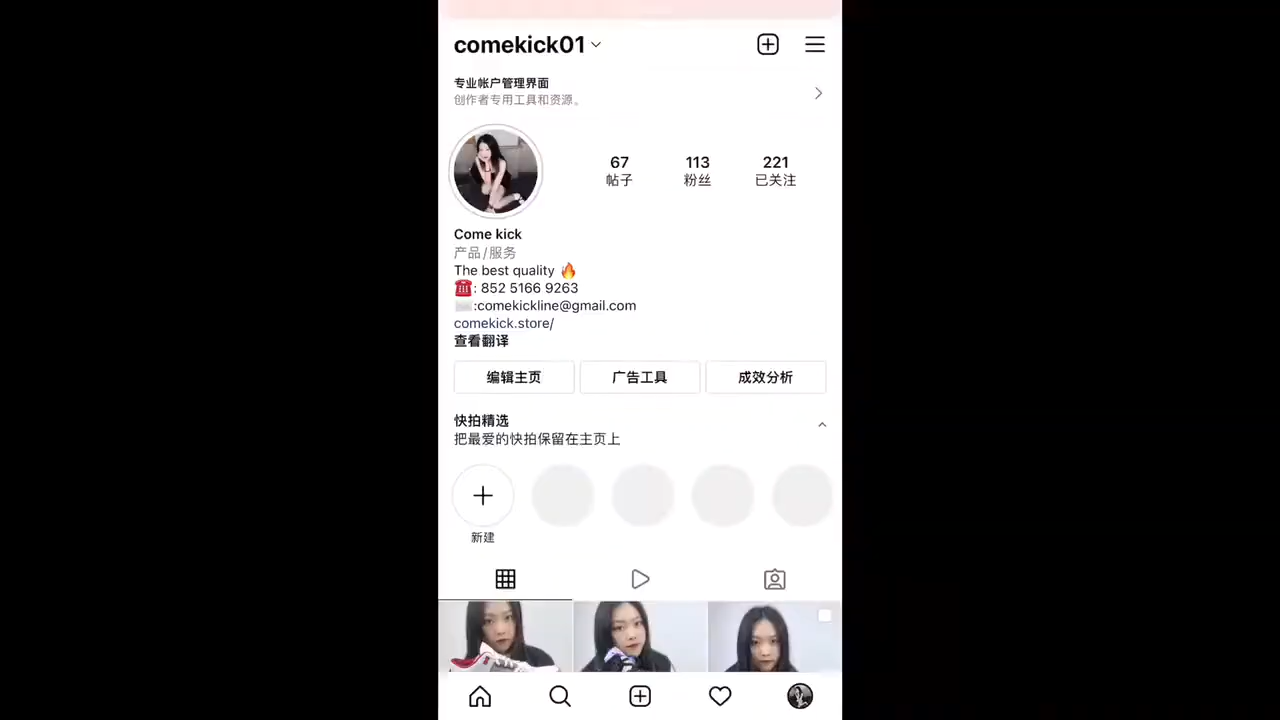 comekick01
专业帐户管理界面
创作者专用工具和资源。
67
帖子
113
粉丝
221
已关注
Come kick
产品/服务
The best quality 🔥
☎️: 852 5166 9263
✉️:comekickline@gmail.com
comekick.store/
查看翻译
编辑主页
广告工具
成效分析
快拍精选
把最爱的快拍保留在主页上
新建